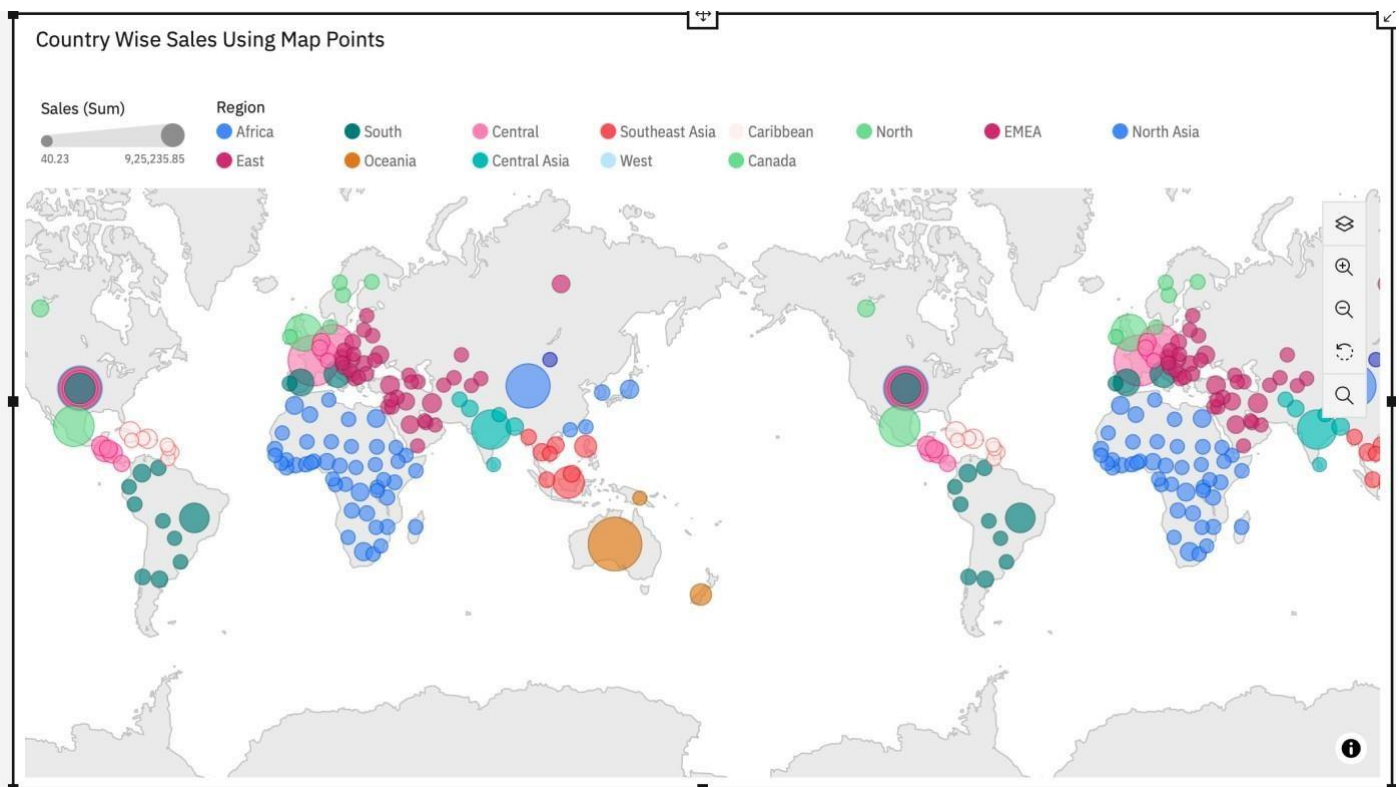 Country Wise Sales Using Map Points
Sales (Sum)
40.23 9,25,235.85
Region
Africa South Central Southeast Asia Caribbean North EMEA North Asia
East Oceania Central Asia West Canada